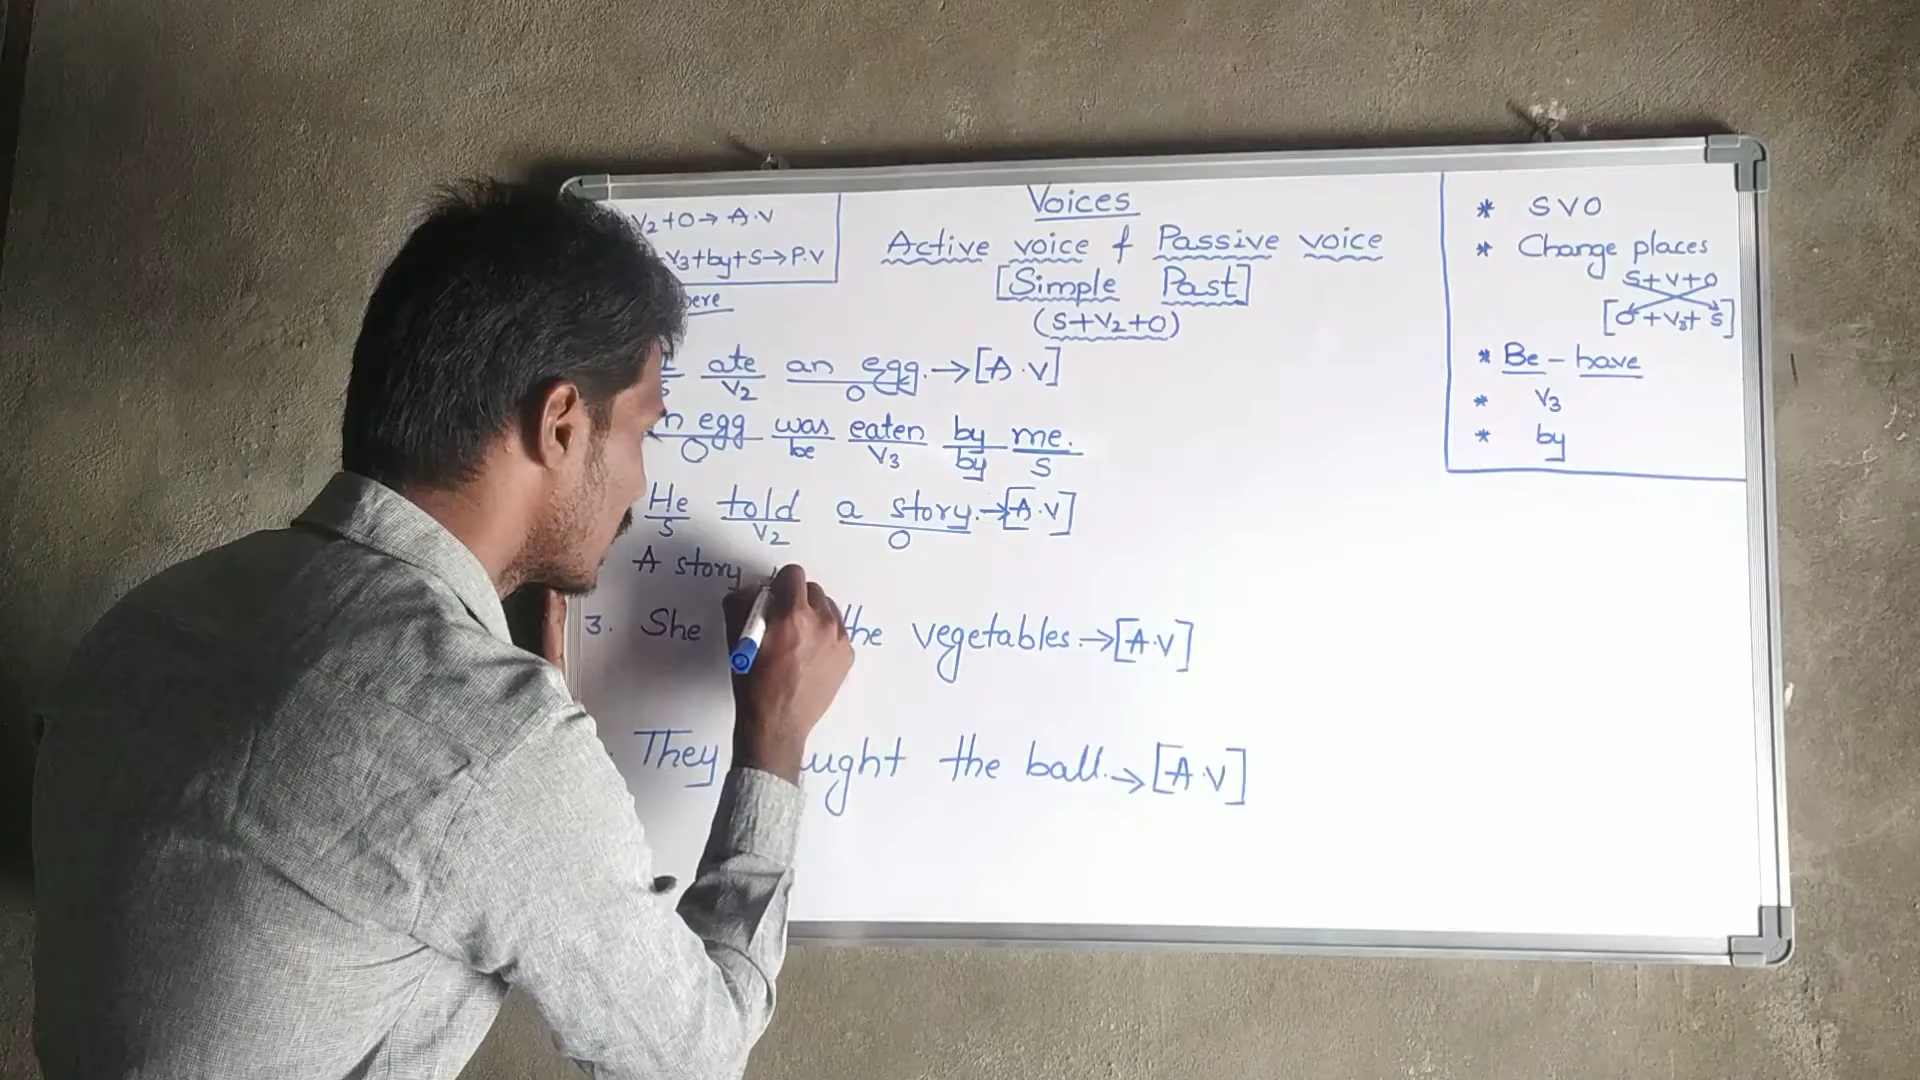 V2+O→ A.V
V3+by+S→P.V
Voices
Active voice & Passive voice
[Simple Past]
(S+V2+O)
ate an egg.→[A.V]
S V2 O
egg was eaten by me.
O be V3 by S
He told a story.→[A.V]
S V2 O
A story
3. She the vegetables.→[A.V]
They the ball.→[A.V]
* SVO
* Change places
S+V+O
[O+V3+S]
* Be - have
* V3
* by